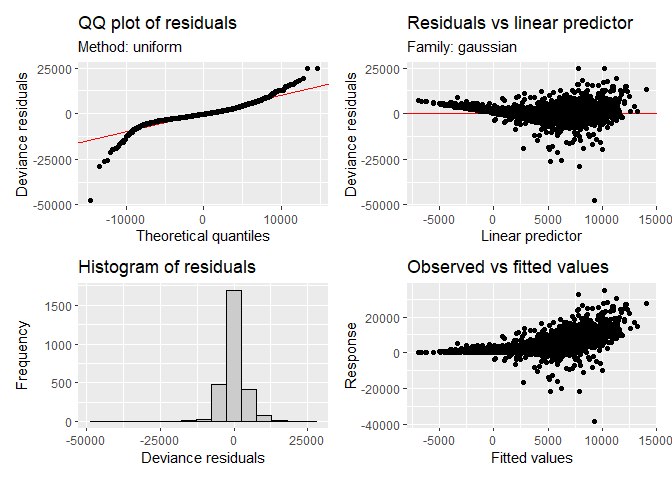 QQ plot of residuals
Method: uniform
25000
0
-25000
-50000
Deviance residuals
-10000
0
10000
Theoretical quantiles
Residuals vs linear predictor
Family: gaussian
25000
0
-25000
-50000
Deviance residuals
-5000
0
5000
10000
15000
Linear predictor
Histogram of residuals
1500
1000
500
0
Frequency
-50000
-25000
0
25000
Deviance residuals
Observed vs fitted values
20000
0
-20000
-40000
Response
-5000
0
5000
10000
15000
Fitted values